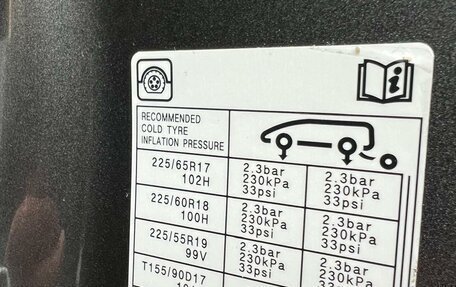 RECOMMENDED
COLD TYRE
INFLATION PRESSURE
225/65R17
102H
2.3bar
230kPa
33psi
2.3bar
230kPa
33psi
225/60R18
100H
2.3bar
230kPa
33psi
2.3bar
230kPa
33psi
225/55R19
99V
2.3bar
230kPa
33psi
2.3bar
230kPa
33psi
T155/90D17